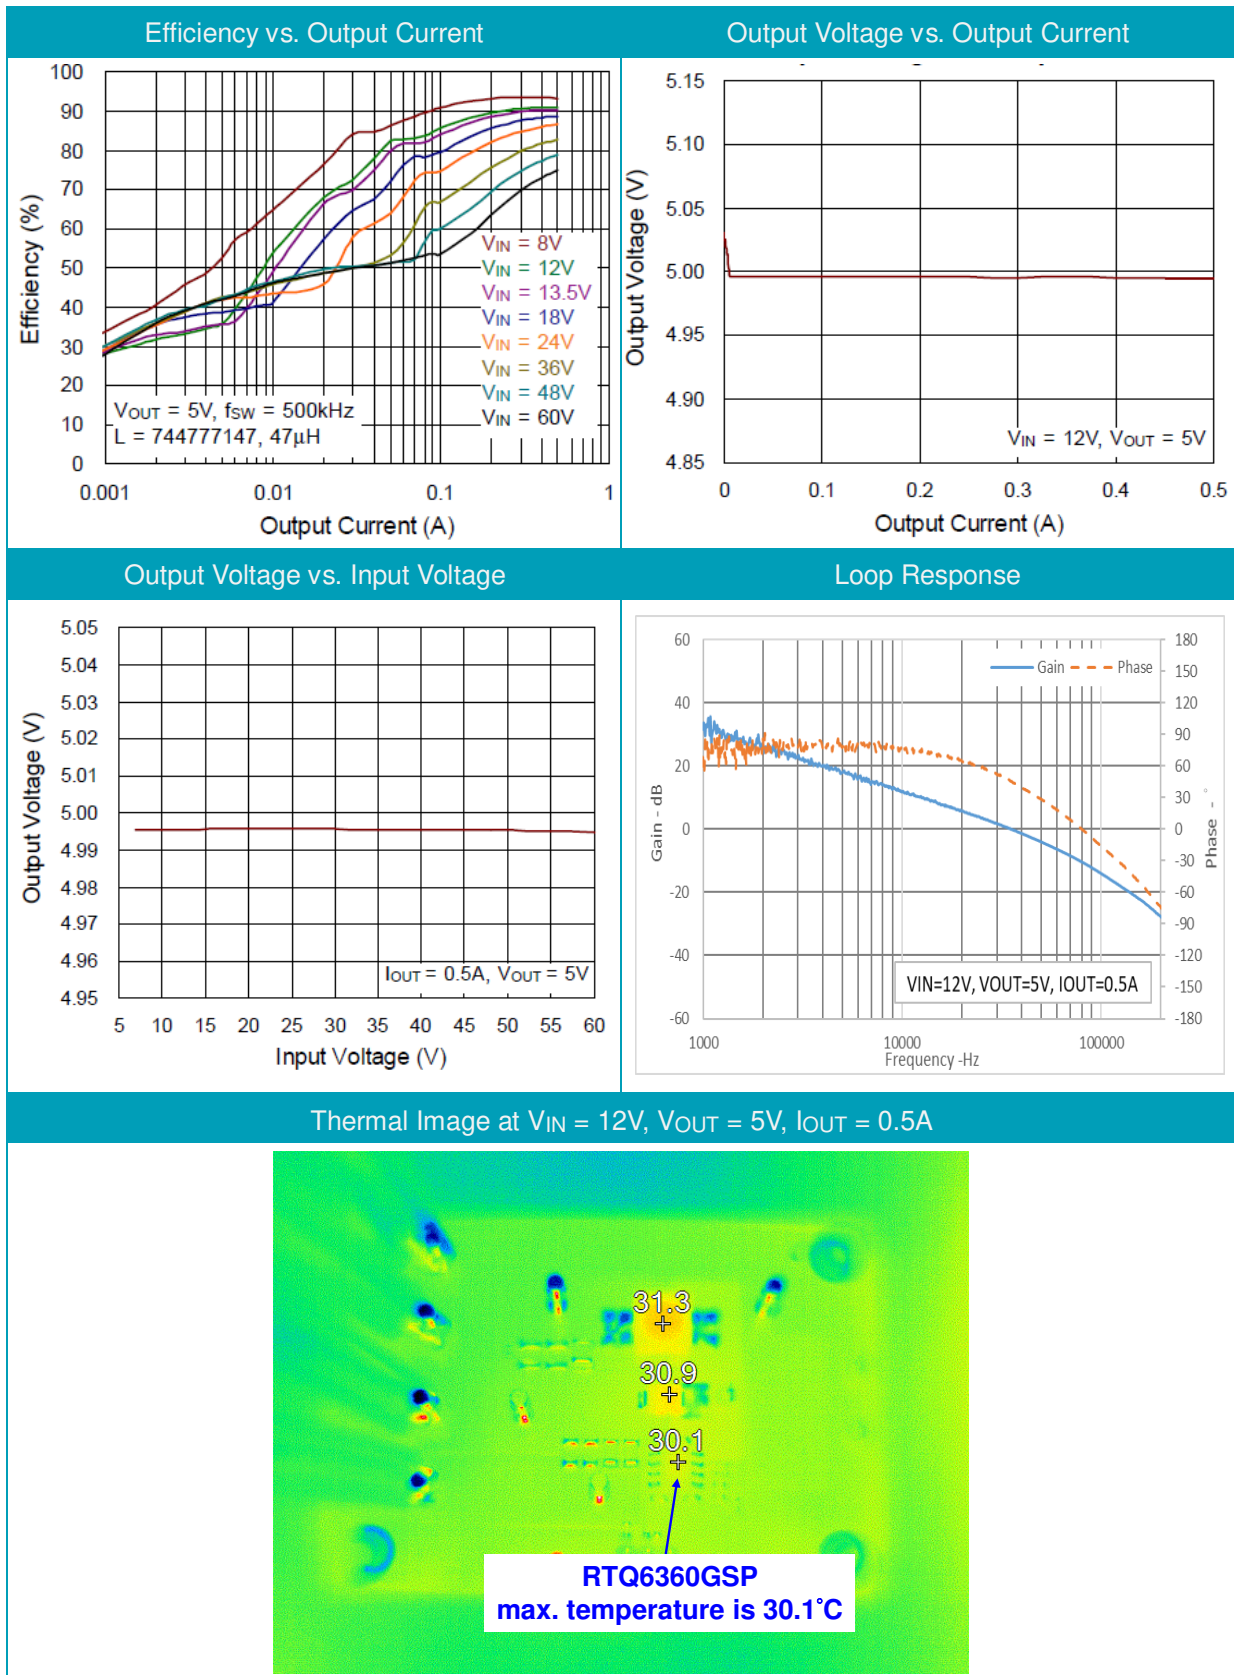 Efficiency vs. Output Current
100
90
80
70
60
50
40
30
20
10
0
Efficiency (%)
VIN = 8V
VIN = 12V
VIN = 13.5V
VIN = 18V
VIN = 24V
VIN = 36V
VIN = 48V
VIN = 60V
VOUT = 5V, fSW = 500kHz
L = 744777147, 47μH
0.001 0.01 0.1 1
Output Current (A)
Output Voltage vs. Output Current
5.15
5.10
5.05
5.00
4.95
4.90
4.85
Output Voltage (V)
VIN = 12V, VOUT = 5V
0 0.1 0.2 0.3 0.4 0.5
Output Current (A)
Output Voltage vs. Input Voltage
5.05
5.04
5.03
5.02
5.01
5.00
4.99
4.98
4.97
4.96
4.95
Output Voltage (V)
IOUT = 0.5A, VOUT = 5V
5 10 15 20 25 30 35 40 45 50 55 60
Input Voltage (V)
Loop Response
60
40
20
0
-20
-40
-60
Gain - dB
Gain Phase
180
150
120
90
60
30
0
-30
-60
-90
-120
-150
-180
Phase - °
VIN=12V, VOUT=5V, IOUT=0.5A
1000 10000 100000
Frequency -Hz
Thermal Image at VIN = 12V, VOUT = 5V, IOUT = 0.5A
31.3
30.9
30.1
RTQ6360GSP
max. temperature is 30.1°C